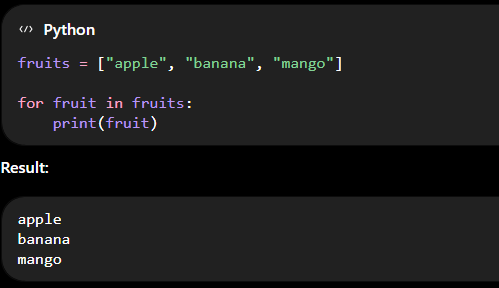 Python
fruits = ["apple", "banana", "mango"]
for fruit in fruits:
    print(fruit)
Result:
apple
banana
mango